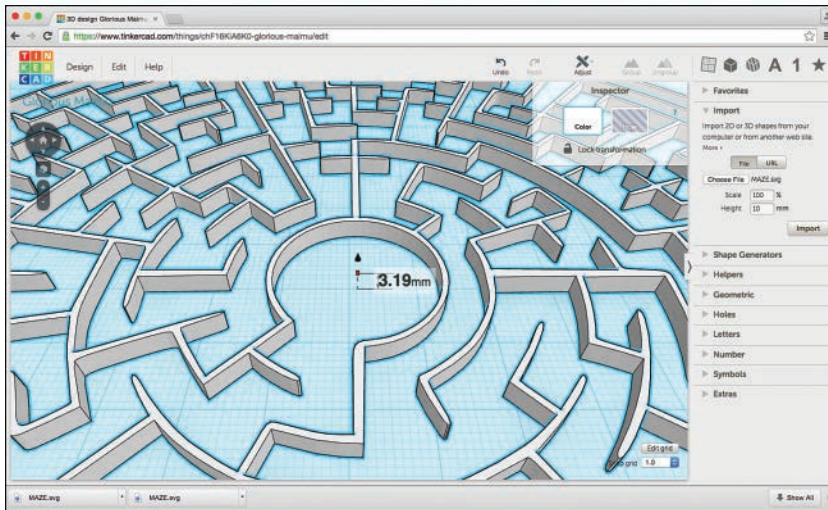 3D design Glorious Maimu
https://www.tinkercad.com/things/chF16KiA6K0-glorious-maimu/edit
TIN
KER
CAD
Design
Edit
Help
Undo
Redo
Adjust
Group
Ungroup
A
1
Glorious Maimu
Inspector
?
Color
Hole
Lock transformation
3.19mm
Favorites
Import
Import 2D or 3D shapes from your
computer or from another web site.
More ›
File
URL
Choose File MAZE.svg
Scale 100 %
Height 10 mm
Import
Shape Generators
Helpers
Geometric
Holes
Letters
Number
Symbols
Extras
Edit grid
grid 1.0
MAZE.svg
MAZE.svg
Show All